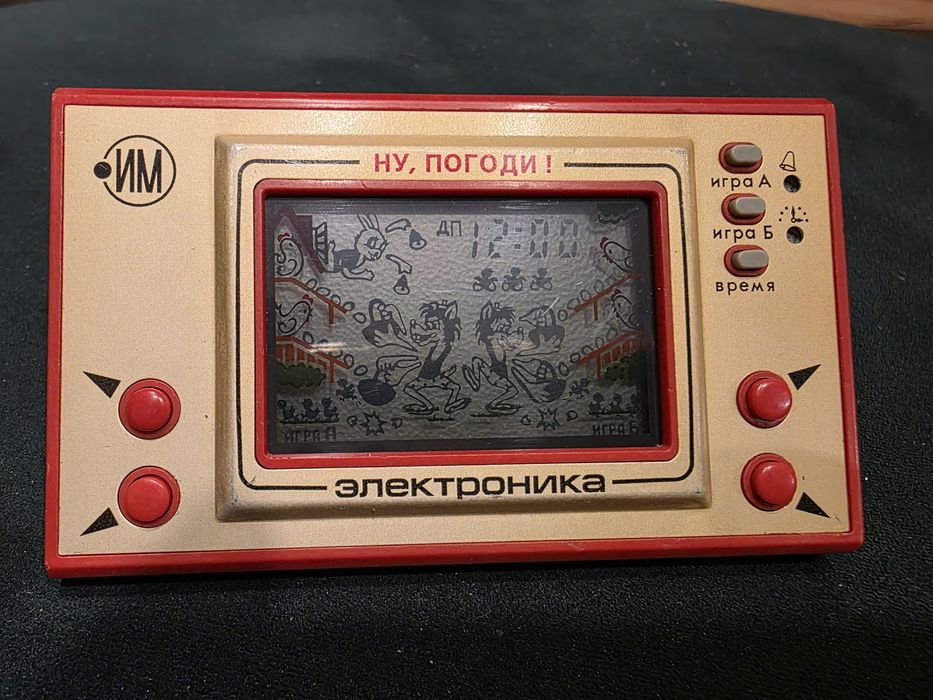 ИМ
НУ, ПОГОДИ !
игра А
игра Б
время
ДП 12:00
ИГРА А
ИГРА Б
электроника